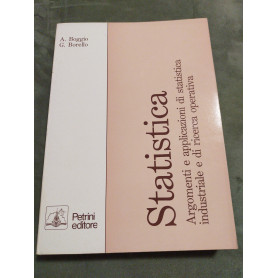 A. Boggio
G. Borello
Statistica
Argomenti e applicazioni di statistica
industriale e di ricerca operativa
Petrini
editore